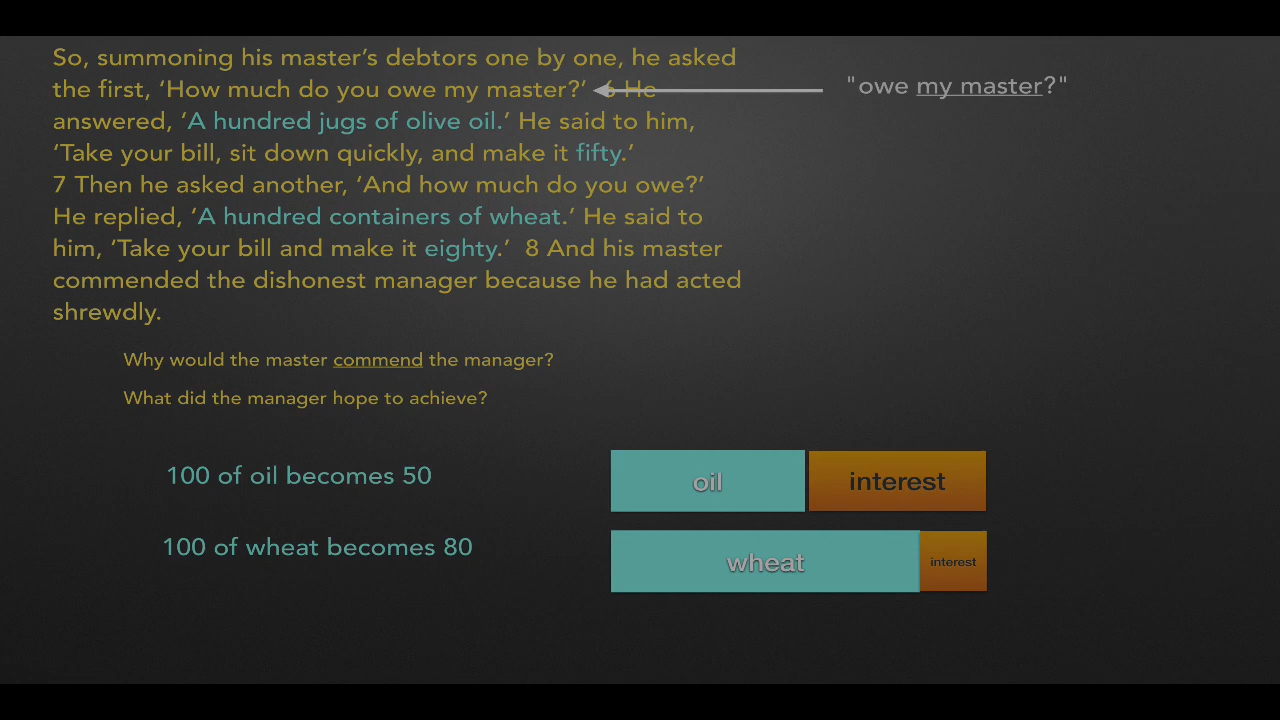 So, summoning his master’s debtors one by one, he asked
the first, ‘How much do you owe my master?’ 6 He
"owe my master?"
answered, ‘A hundred jugs of olive oil.’ He said to him,
‘Take your bill, sit down quickly, and make it fifty.’
7 Then he asked another, ‘And how much do you owe?’
He replied, ‘A hundred containers of wheat.’ He said to
him, ‘Take your bill and make it eighty.’ 8 And his master
commended the dishonest manager because he had acted
shrewdly.
Why would the master commend the manager?
What did the manager hope to achieve?
100 of oil becomes 50
oil
interest
100 of wheat becomes 80
wheat
interest